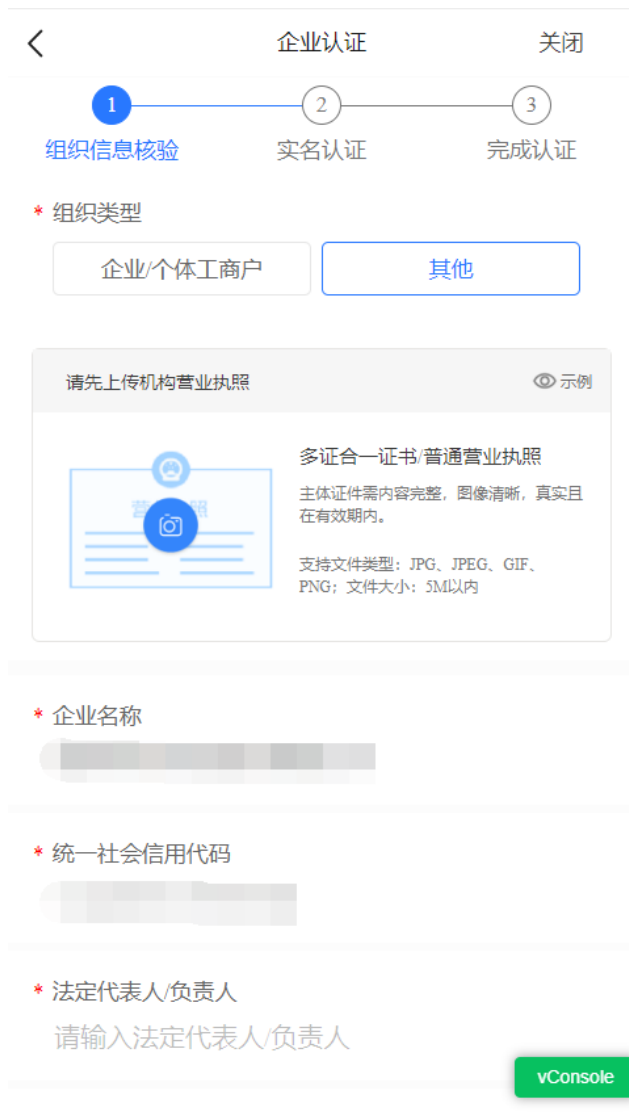 企业认证
关闭
1
2
3
组织信息核验
实名认证
完成认证
* 组织类型
企业/个体工商户
其他
请先上传机构营业执照
示例
多证合一证书/普通营业执照
主体证件需内容完整，图像清晰，真实且
在有效期内。
支持文件类型：JPG、JPEG、GIF、
PNG；文件大小：5M以内
营 照
* 企业名称
* 统一社会信用代码
* 法定代表人/负责人
请输入法定代表人/负责人
vConsole